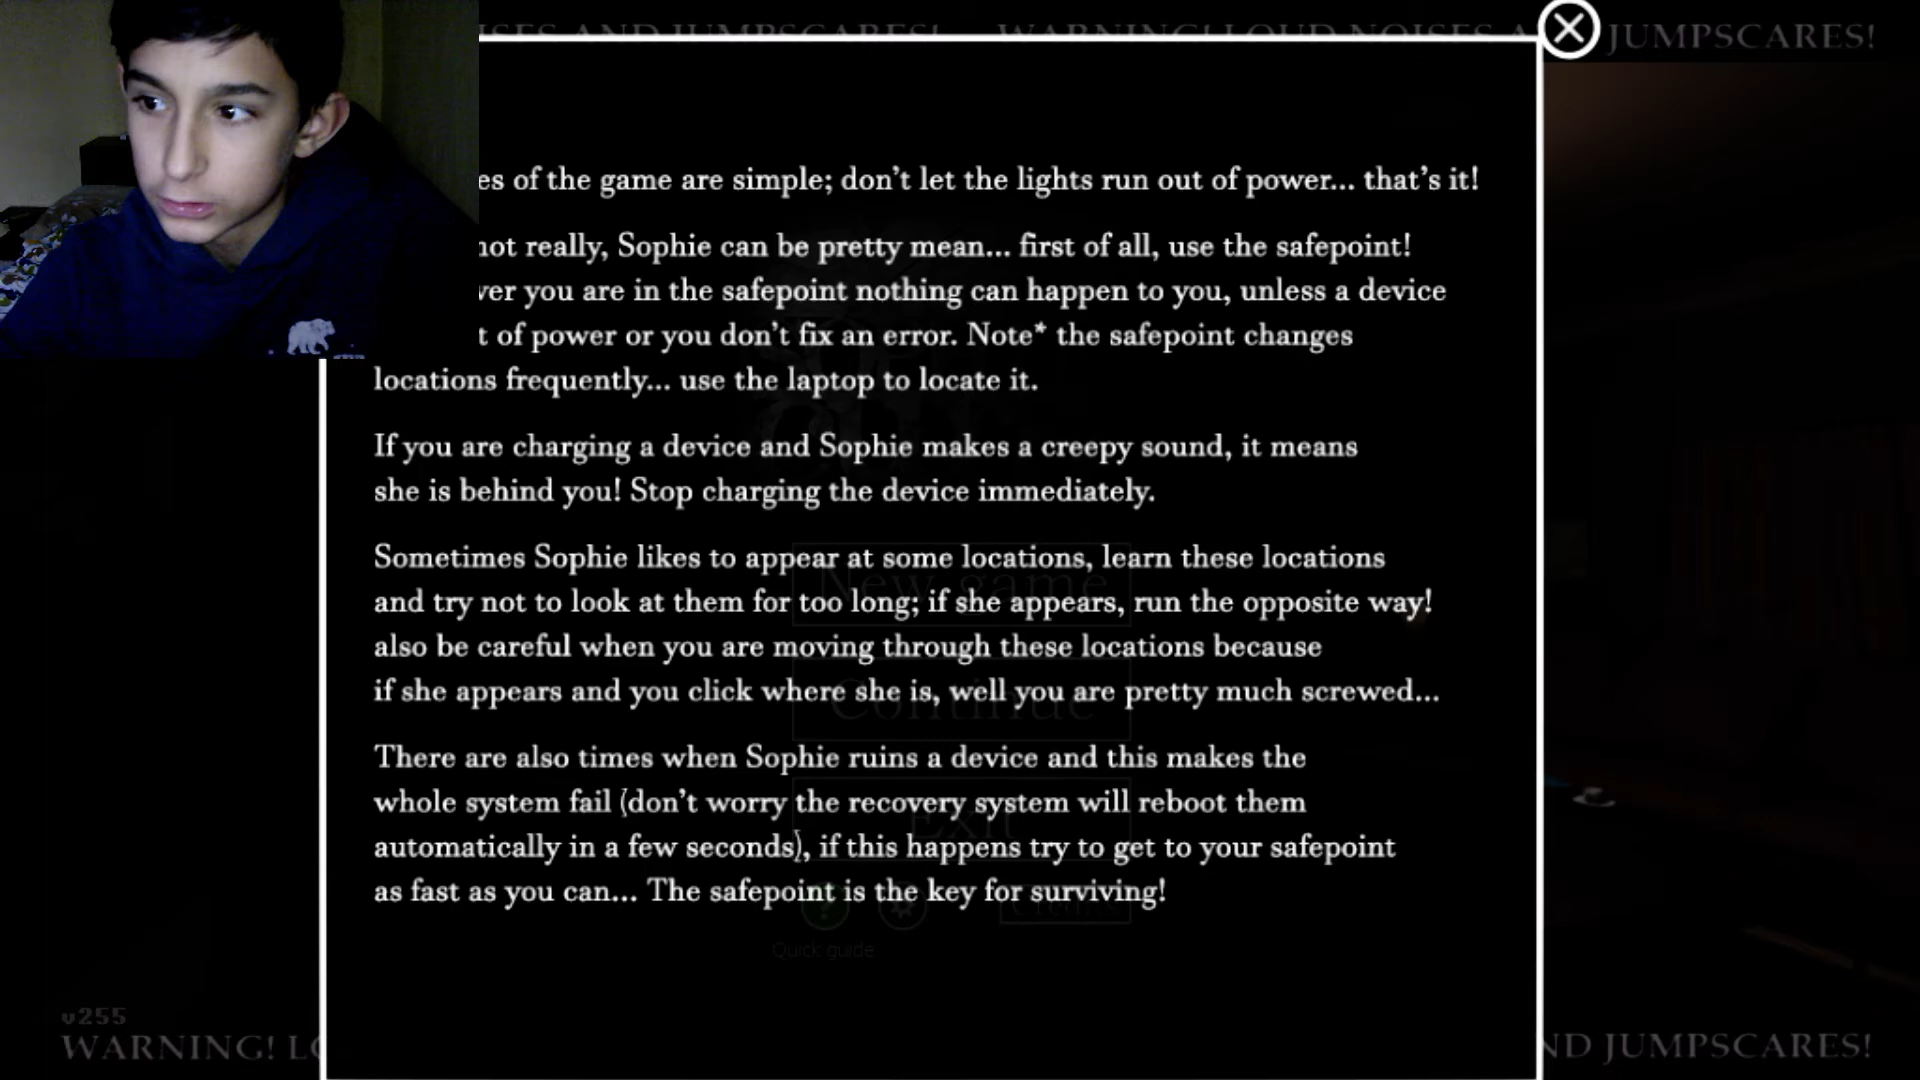 WARNING! LOUD NOISES A
JUMPSCARES!
es of the game are simple; don't let the lights run out of power... that's it!
not really, Sophie can be pretty mean... first of all, use the safepoint!
ver you are in the safepoint nothing can happen to you, unless a device
t of power or you don't fix an error. Note* the safepoint changes
locations frequently... use the laptop to locate it.
If you are charging a device and Sophie makes a creepy sound, it means
she is behind you! Stop charging the device immediately.
Sometimes Sophie likes to appear at some locations, learn these locations
and try not to look at them for too long; if she appears, run the opposite way!
also be careful when you are moving through these locations because
if she appears and you click where she is, well you are pretty much screwed...
There are also times when Sophie ruins a device and this makes the
whole system fail (don't worry the recovery system will reboot them
automatically in a few seconds), if this happens try to get to your safepoint
as fast as you can... The safepoint is the key for surviving!
New game
Continue
Exit
Quick guide
v255
WARNING! LO
ND JUMPSCARES!